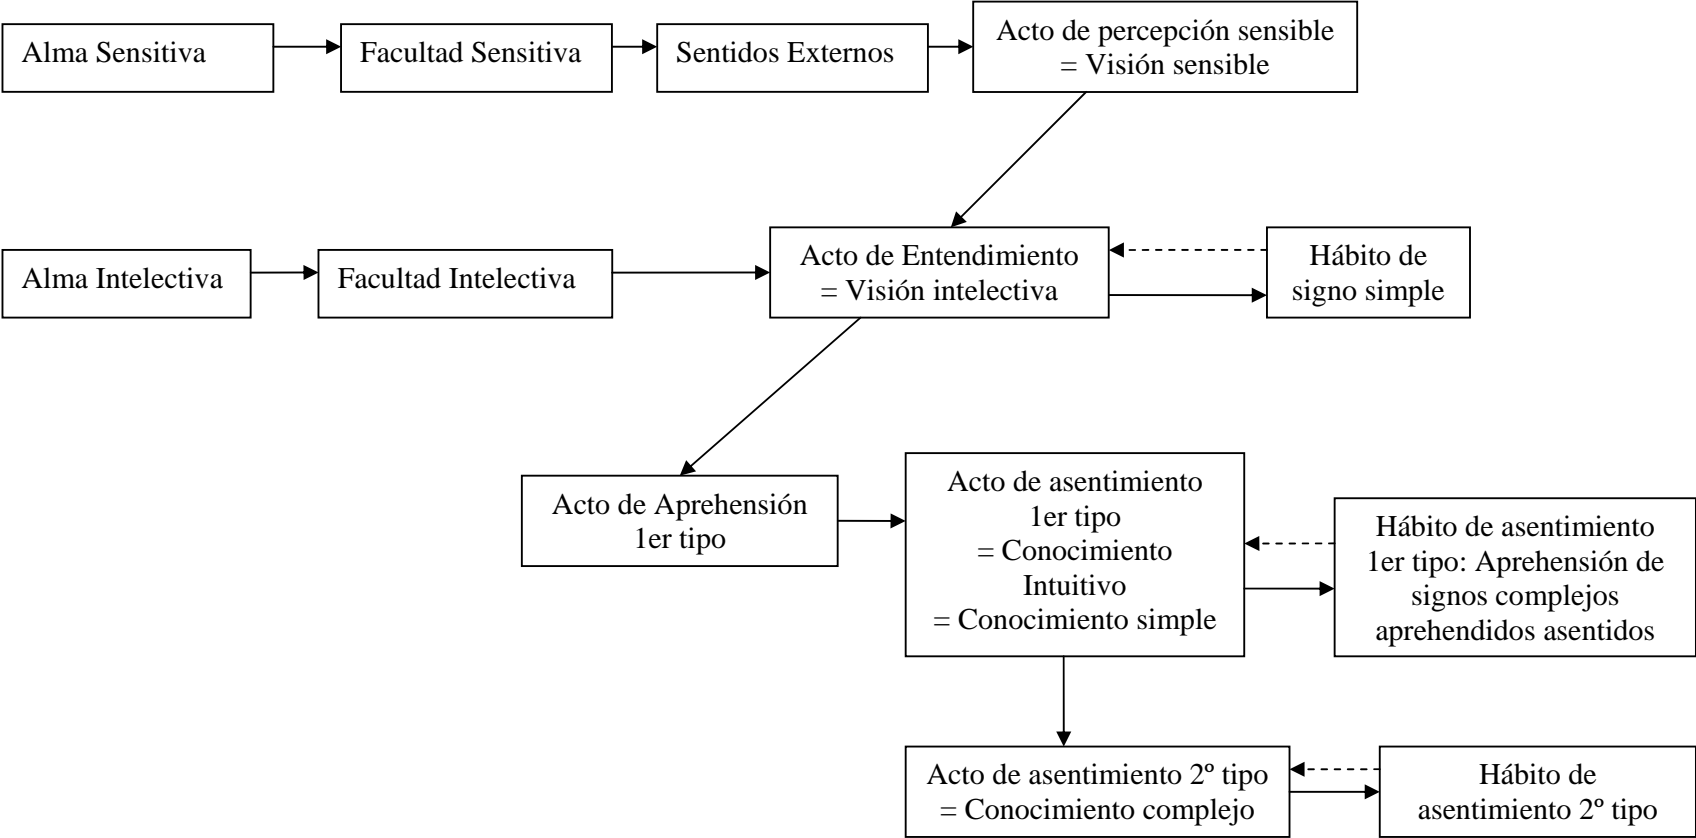 Alma Sensitiva
Facultad Sensitiva
Sentidos Externos
Acto de percepción sensible
= Visión sensible
Alma Intelectiva
Facultad Intelectiva
Acto de Entendimiento
= Visión intelectiva
Hábito de
signo simple
Acto de Aprehensión
1er tipo
Acto de asentimiento
1er tipo
= Conocimiento
Intuitivo
= Conocimiento simple
Hábito de asentimiento
1er tipo: Aprehensión de
signos complejos
aprehendidos asentidos
Acto de asentimiento 2º tipo
= Conocimiento complejo
Hábito de
asentimiento 2º tipo